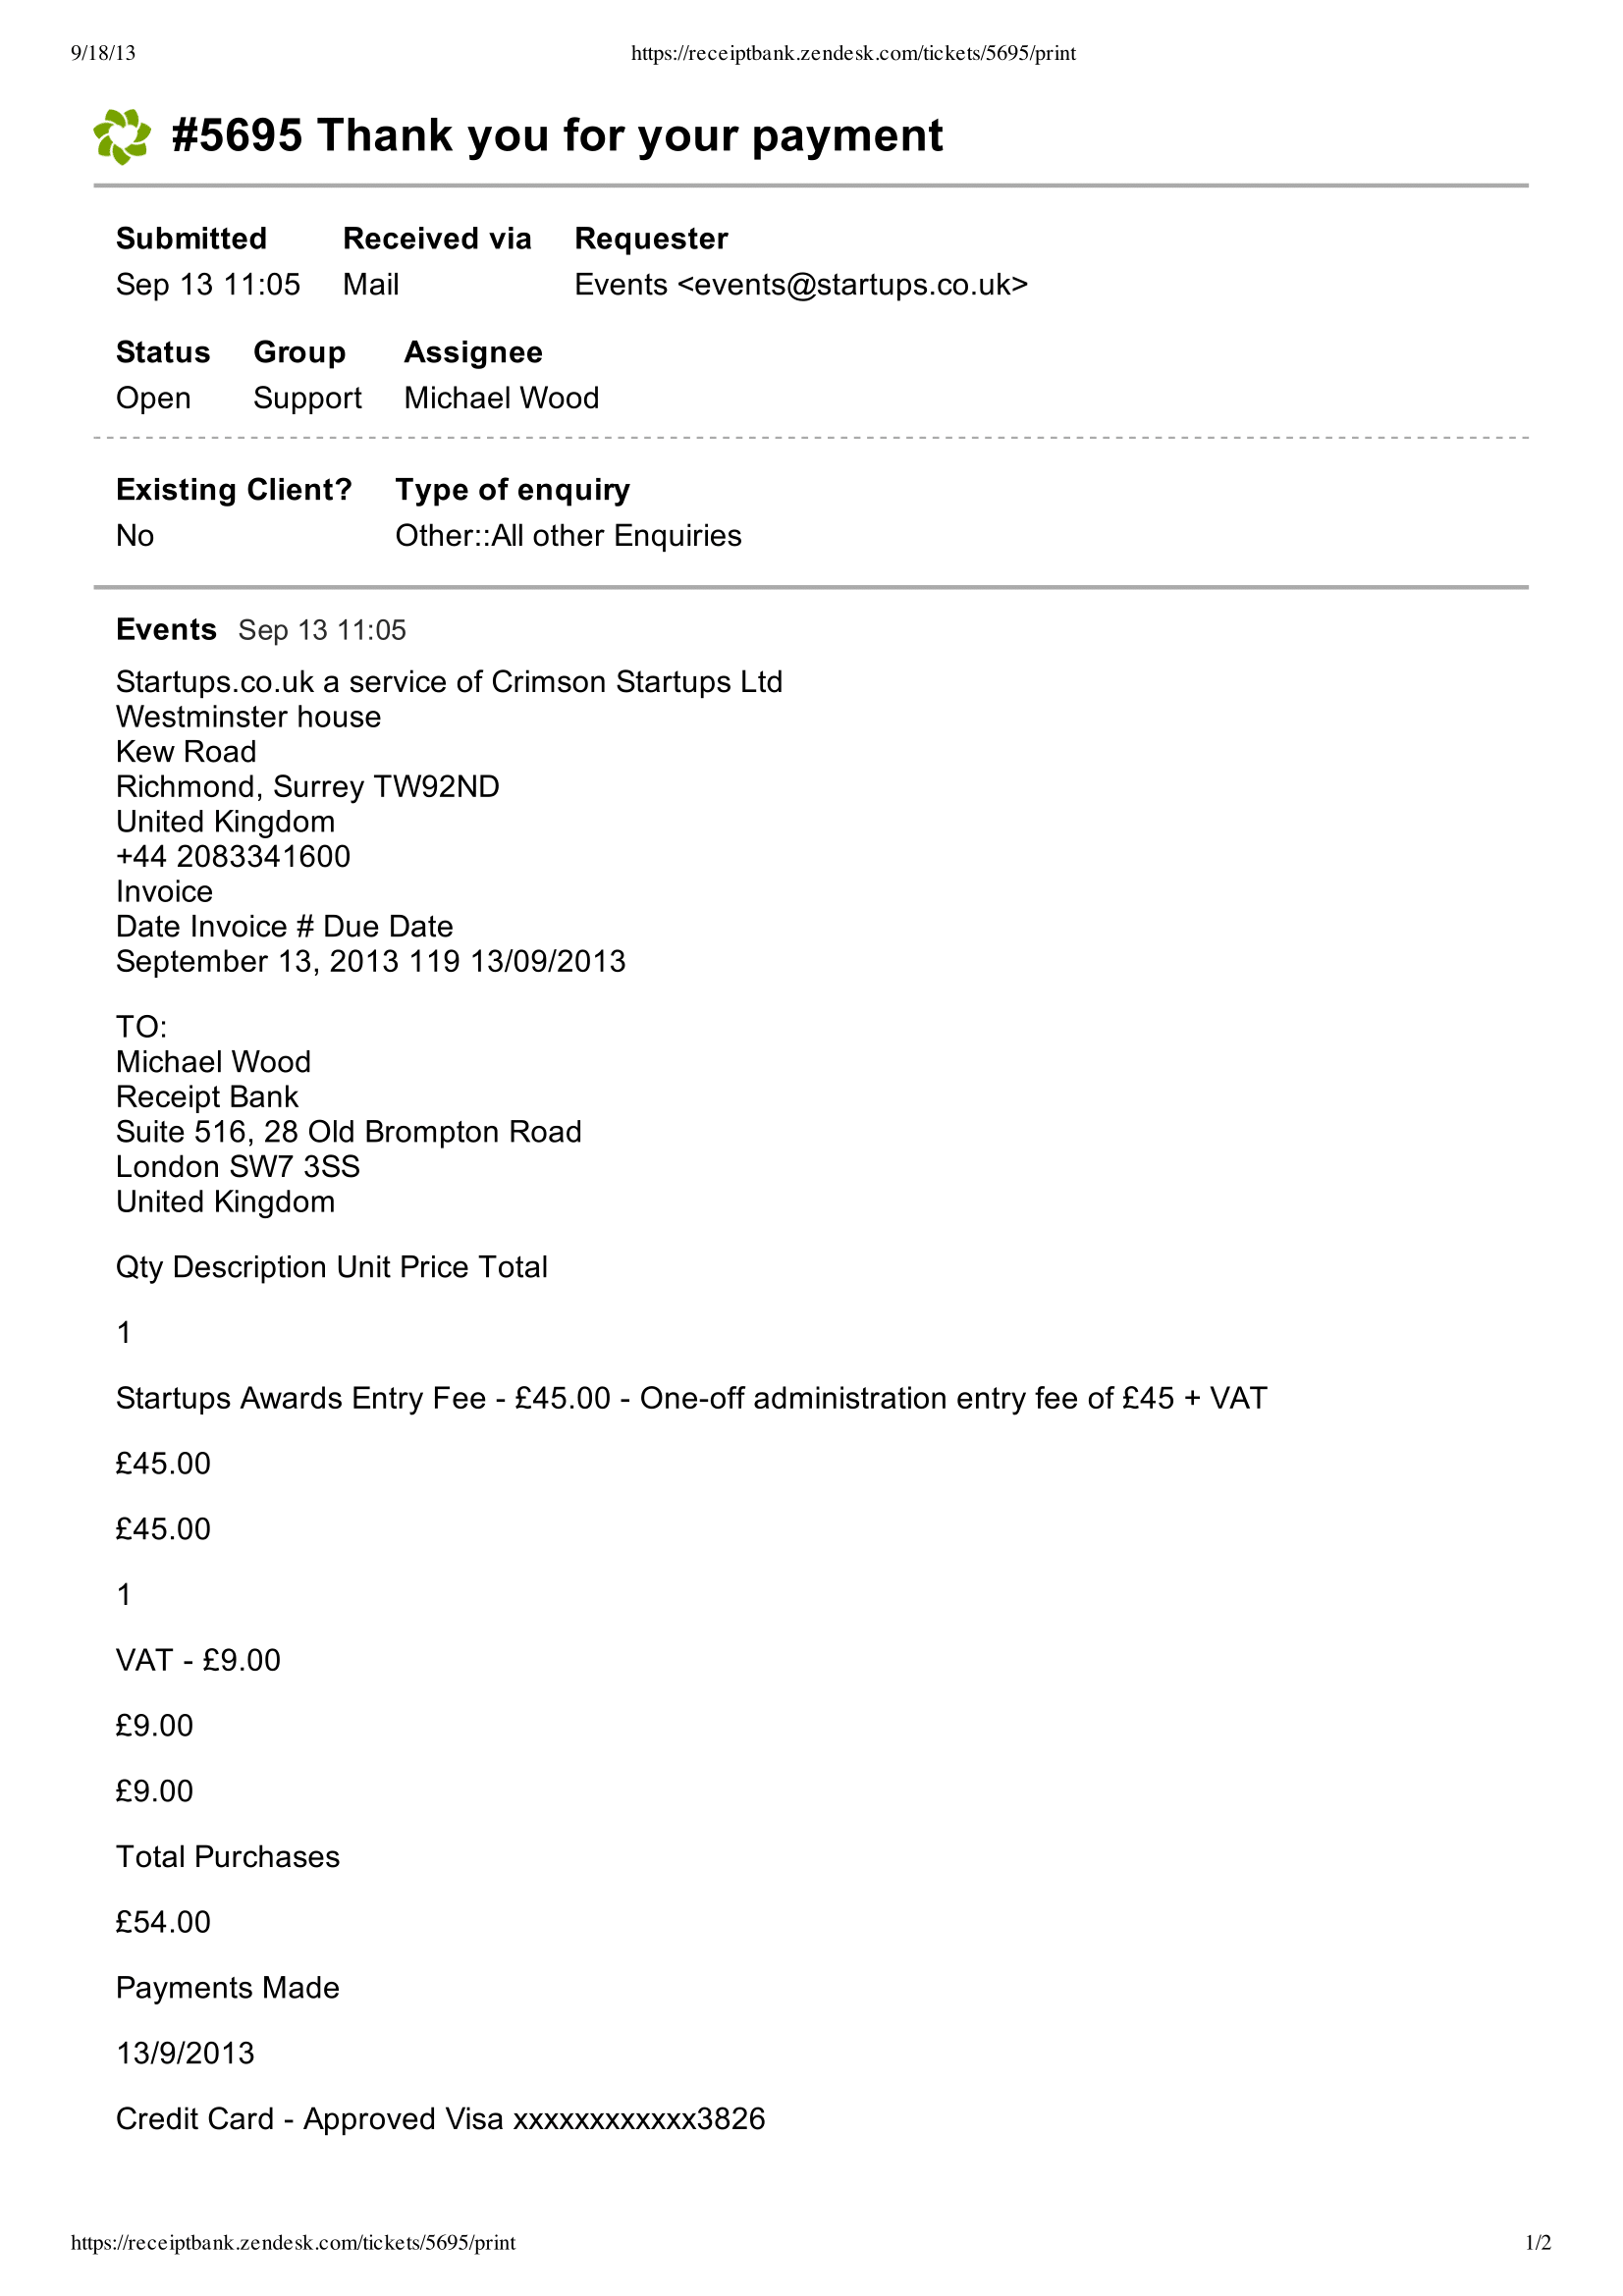 9/18/13 https://receiptbank.zendesk.com/tickets/5695/print
#5695 Thank you for your payment
Submitted Received via Requester
Sep 13 11:05 Mail Events <events@startups.co.uk>
Status Group Assignee
Open Support Michael Wood
Existing Client? Type of enquiry
No Other::All other Enquiries
Events Sep 13 11:05
Startups.co.uk a service of Crimson Startups Ltd
Westminster house
Kew Road
Richmond, Surrey TW92ND
United Kingdom
+44 2083341600
Invoice
Date Invoice # Due Date
September 13, 2013 119 13/09/2013
TO:
Michael Wood
Receipt Bank
Suite 516, 28 Old Brompton Road
London SW7 3SS
United Kingdom
Qty Description Unit Price Total
1
Startups Awards Entry Fee - £45.00 - One-off administration entry fee of £45 + VAT
£45.00
£45.00
1
VAT - £9.00
£9.00
£9.00
Total Purchases
£54.00
Payments Made
13/9/2013
Credit Card - Approved Visa xxxxxxxxxxxx3826
https://receiptbank.zendesk.com/tickets/5695/print 1/2